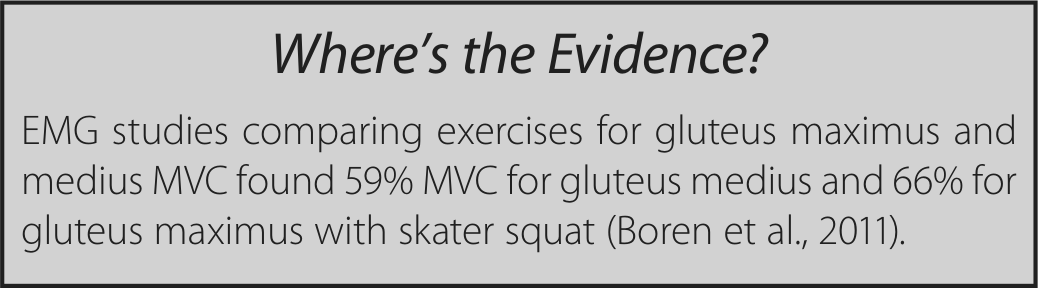 Where’s the Evidence?
EMG studies comparing exercises for gluteus maximus and
medius MVC found 59% MVC for gluteus medius and 66% for
gluteus maximus with skater squat (Boren et al., 2011).